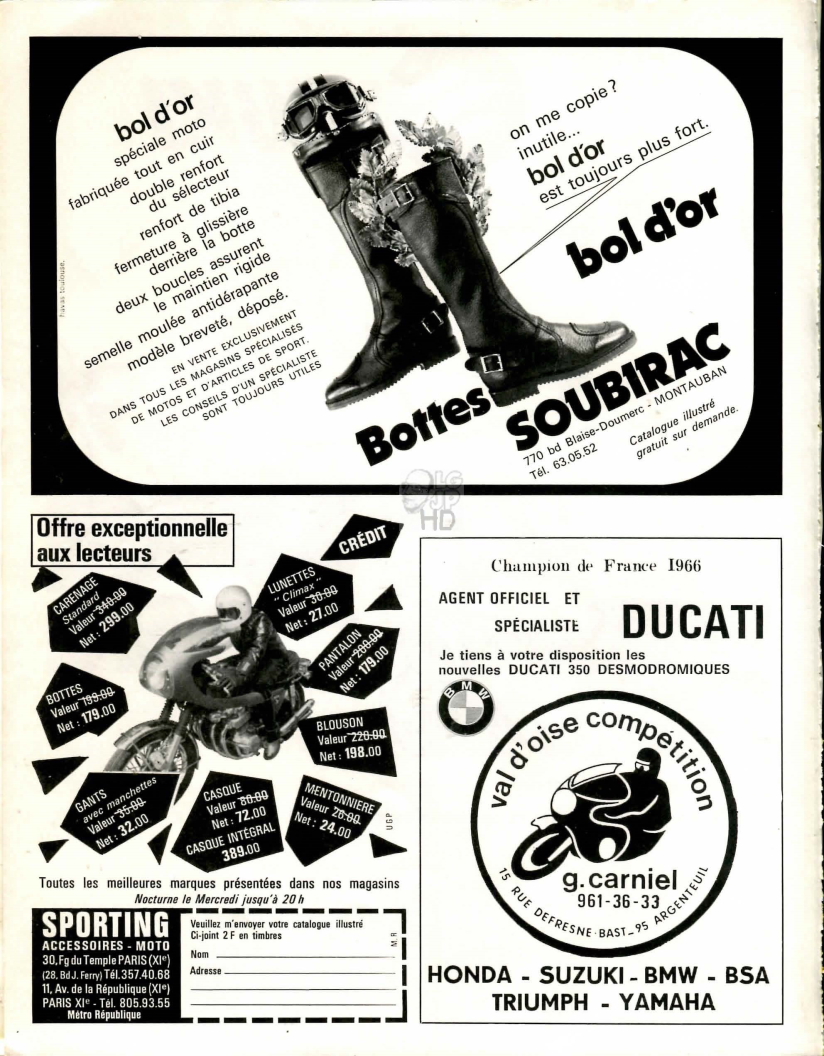 bol d'or
spéciale moto
fabriquée tout en cuir
double renfort
du sélecteur
renfort de tibia
fermeture à glissière
derrière la botte
deux boucles assurent
le maintien rigide
semelle moulée antidérapante
modèle breveté, déposé.
EN VENTE EXCLUSIVEMENT
DANS TOUS LES MAGASINS SPÉCIALISÉS
DE MOTOS ET D'ARTICLES DE SPORT.
LES CONSEILS D'UN SPÉCIALISTE
SONT TOUJOURS UTILES
havas toulouse.
on me copie?
inutile...
bol d'or
est toujours plus fort.
bol d'or
Bottes SOUBIRAC
770 bd Blaise-Doumerc - MONTAUBAN
Tél. 63.05.52
Catalogue illustré
gratuit sur demande.
HD
Offre exceptionnelle
aux lecteurs
CRÉDIT
CARENAGE
Standard
Valeur 340.00
Net : 299.00
LUNETTES
"Climax"
Valeur 30.00
Net : 27.00
PANTALON
Valeur 200.00
Net : 179.00
BOTTES
Valeur 199.00
Net : 179.00
BLOUSON
Valeur 220.00
Net : 198.00
GANTS
avec manchettes
Valeur 35.00
Net : 32.00
CASQUE
Valeur 80.00
Net : 72.00
CASQUE INTÉGRAL
389.00
MENTONNIERE
Valeur 26.00
Net : 24.00
UGP
Toutes les meilleures marques présentées dans nos magasins
Nocturne le Mercredi jusqu'à 20 h
SPORTING
ACCESSOIRES - MOTO
30, Fg du Temple PARIS (XIe)
(28, Bd J. Ferry) Tél. 357.40.68
11, Av. de la République (XIe)
PARIS XIe - Tél. 805.93.55
Métro République
Veuillez m'envoyer votre catalogue illustré
Ci-joint 2 F en timbres
Nom
Adresse
M.R
Champion de France 1966
AGENT OFFICIEL ET
SPÉCIALISTE
DUCATI
Je tiens à votre disposition les
nouvelles DUCATI 350 DESMODROMIQUES
BMW
val d'oise compétition
g.carniel
961-36-33
15 RUE DEFRESNE-BAST_95 ARGENTEUIL
HONDA - SUZUKI - BMW - BSA
TRIUMPH - YAMAHA